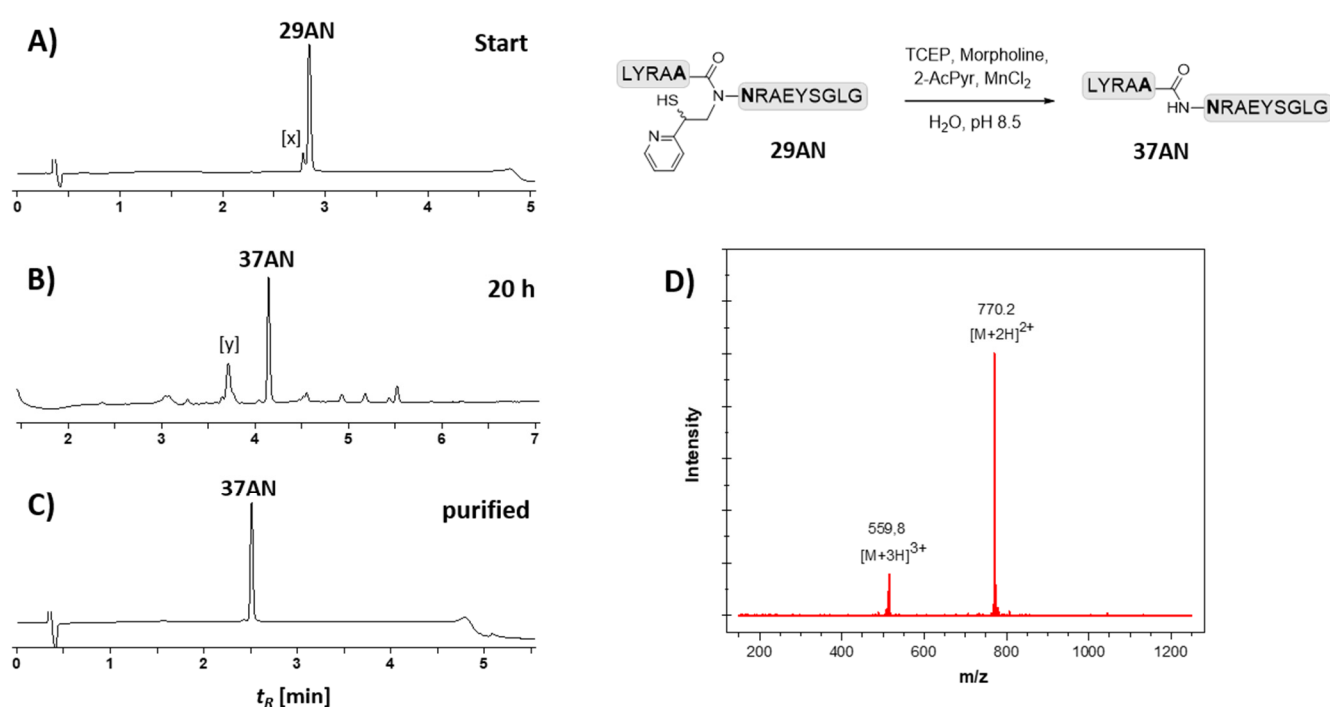 A)
29AN
Start
[x]
0 1 2 3 4 5
B)
37AN
20 h
[y]
2 3 4 5 6 7
C)
37AN
purified
0 1 2 3 4 5
tR [min]
LYRAA
O
HS
N
NRAEYSGLG
N
29AN
TCEP, Morpholine,
2-AcPyr, MnCl2
H2O, pH 8.5
LYRAA
O
HN
NRAEYSGLG
37AN
D)
Intensity
770.2
[M+2H]2+
559,8
[M+3H]3+
200 400 600 800 1000 1200
m/z